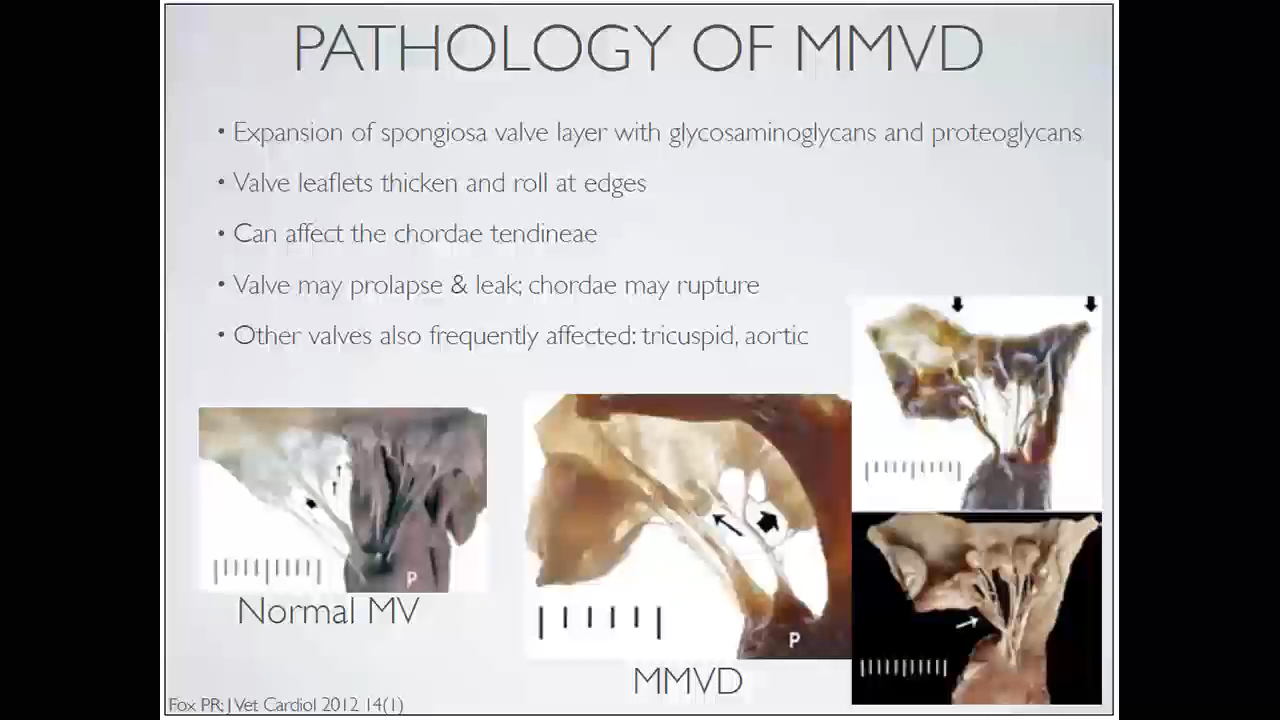 PATHOLOGY OF MMVD
• Expansion of spongiosa valve layer with glycosaminoglycans and proteoglycans
• Valve leaflets thicken and roll at edges
• Can affect the chordae tendineae
• Valve may prolapse & leak; chordae may rupture
• Other valves also frequently affected: tricuspid, aortic
P
Normal MV
P
MMVD
Fox PR; J Vet Cardiol 2012 14(1)